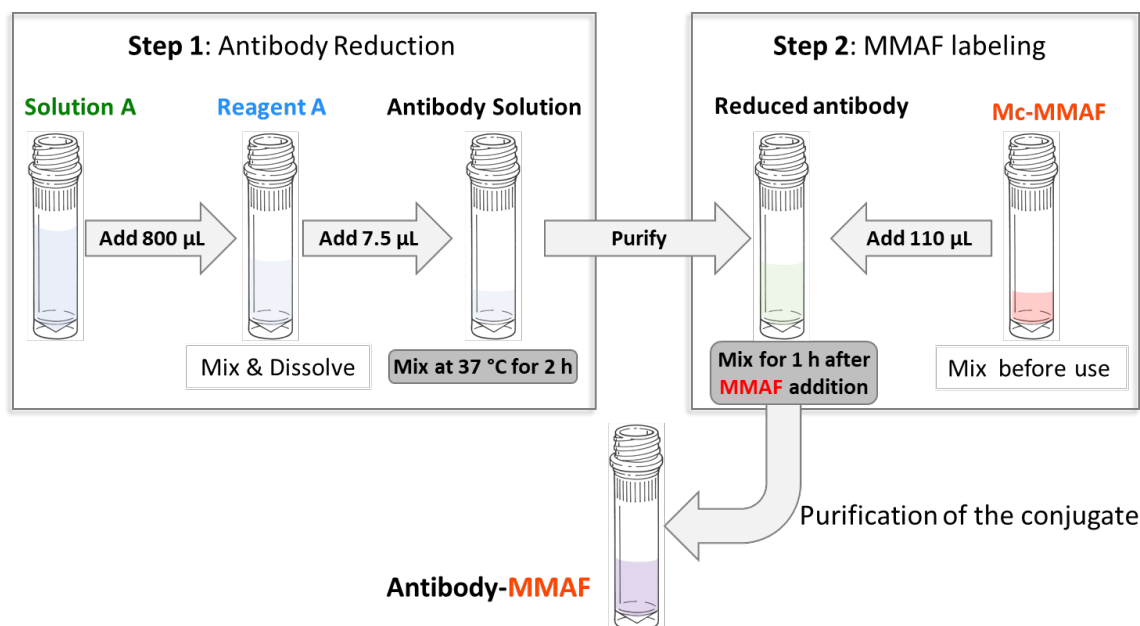 Step 1: Antibody Reduction
Solution A
Reagent A
Antibody Solution
Add 800 µL
Add 7.5 µL
Mix & Dissolve
Mix at 37 °C for 2 h
Purify
Step 2: MMAF labeling
Reduced antibody
Mc-MMAF
Add 110 µL
Mix for 1 h after
MMAF addition
Mix before use
Purification of the conjugate
Antibody-MMAF